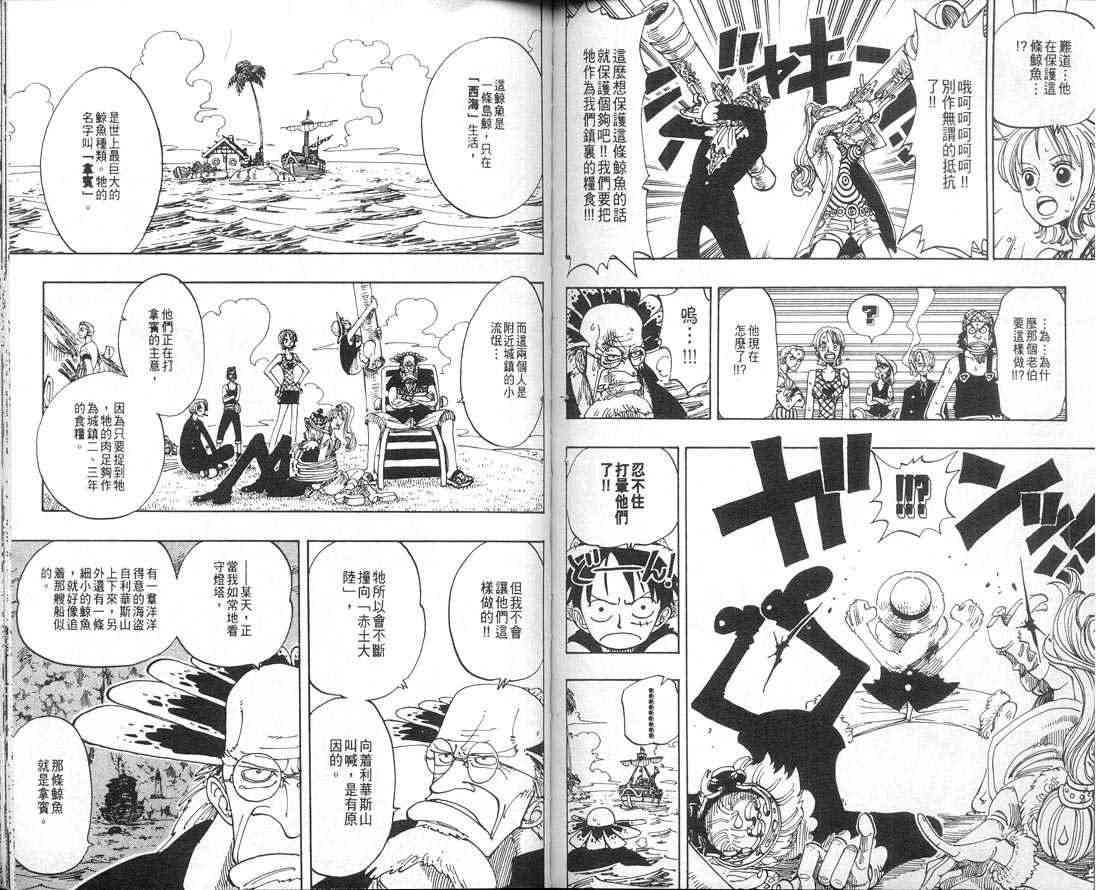 難道…他
在保護這
條鯨魚…
!?
哦呵呵呵呵呵!!
別作無謂的抵抗
了!!
ジャキーン
這麼想保護這條鯨魚的話
就保護個夠吧!!我們要把
牠作為我們鎮裏的糧食!!!
…為…為什
麼那個老伯
要這樣做!!?
?
他現在
怎麼了!!?
嗚…!!!
!!!?
ガン
忍不住
打暈他們
了!!
どん!
這鯨魚是
一條島鯨,只在
「西海」生活,
是世上最巨大的
鯨魚種類。牠的
名字叫「拿賓」。
而這兩個人是
附近城鎮的小
流氓…
他們正在打
拿賓的主意,
因為只要捉到牠
,牠的肉足夠作
為城鎮二、三年
的食糧。
但我不會
讓他們這
樣做的!!
牠所以會不斷
撞向「赤土大
陸」,
向着利華斯山
叫喊,是有原
因的。
——某天,正
當我如常地看
守燈塔,
有一羣洋洋
得意的海盜
自利華斯山
上下來,另
外還有一條
細小的鯨魚
,就好像追
着那艘船似
的。
那條鯨魚
就是拿賓。